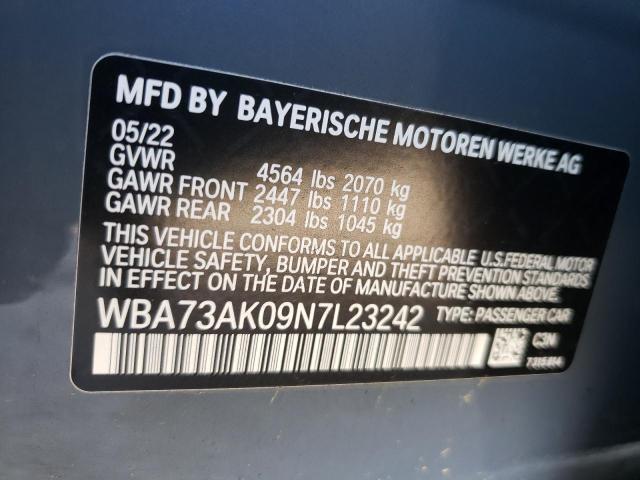 MFD BY BAYERISCHE MOTOREN WERKE AG
05/22
GVWR 4564 lbs 2070 kg
GAWR FRONT 2447 lbs 1110 kg
GAWR REAR 2304 lbs 1045 kg
THIS VEHICLE CONFORMS TO ALL APPLICABLE U.S.FEDERAL MOTOR
VEHICLE SAFETY, BUMPER AND THEFT PREVENTION STANDARDS
IN EFFECT ON THE DATE OF MANUFACTURE SHOWN ABOVE.
WBA73AK09N7L23242 TYPE: PASSENGER CAR
C3N